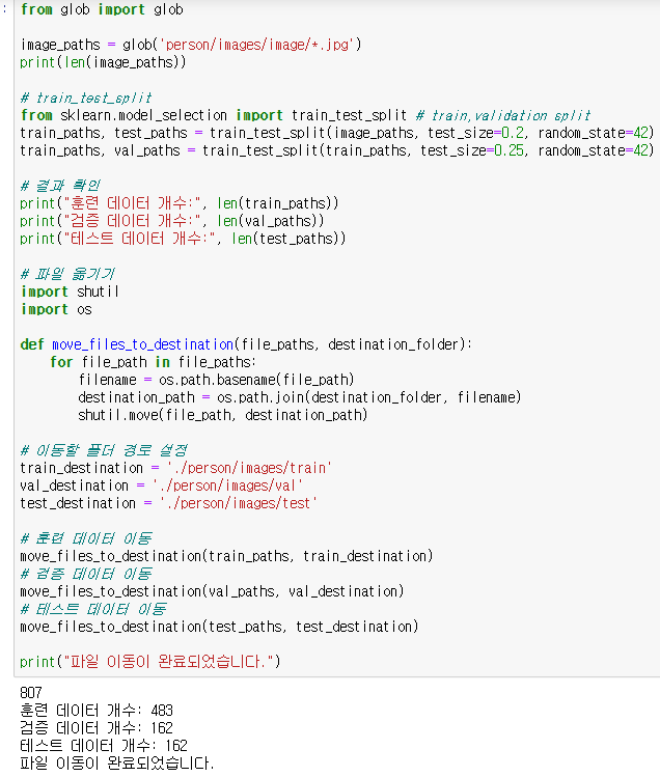 from glob import glob
image_paths = glob('person/images/image/*.jpg')
print(len(image_paths))
# train_test_split
from sklearn.model_selection import train_test_split # train,validation split
train_paths, test_paths = train_test_split(image_paths, test_size=0.2, random_state=42)
train_paths, val_paths = train_test_split(train_paths, test_size=0.25, random_state=42)
# 결과 확인
print("훈련 데이터 개수:", len(train_paths))
print("검증 데이터 개수:", len(val_paths))
print("테스트 데이터 개수:", len(test_paths))
# 파일 옮기기
import shutil
import os
def move_files_to_destination(file_paths, destination_folder):
    for file_path in file_paths:
        filename = os.path.basename(file_path)
        destination_path = os.path.join(destination_folder, filename)
        shutil.move(file_path, destination_path)
# 이동할 폴더 경로 설정
train_destination = './person/images/train'
val_destination = './person/images/val'
test_destination = './person/images/test'
# 훈련 데이터 이동
move_files_to_destination(train_paths, train_destination)
# 검증 데이터 이동
move_files_to_destination(val_paths, val_destination)
# 테스트 데이터 이동
move_files_to_destination(test_paths, test_destination)
print("파일 이동이 완료되었습니다.")
807
훈련 데이터 개수: 483
검증 데이터 개수: 162
테스트 데이터 개수: 162
파일 이동이 완료되었습니다.